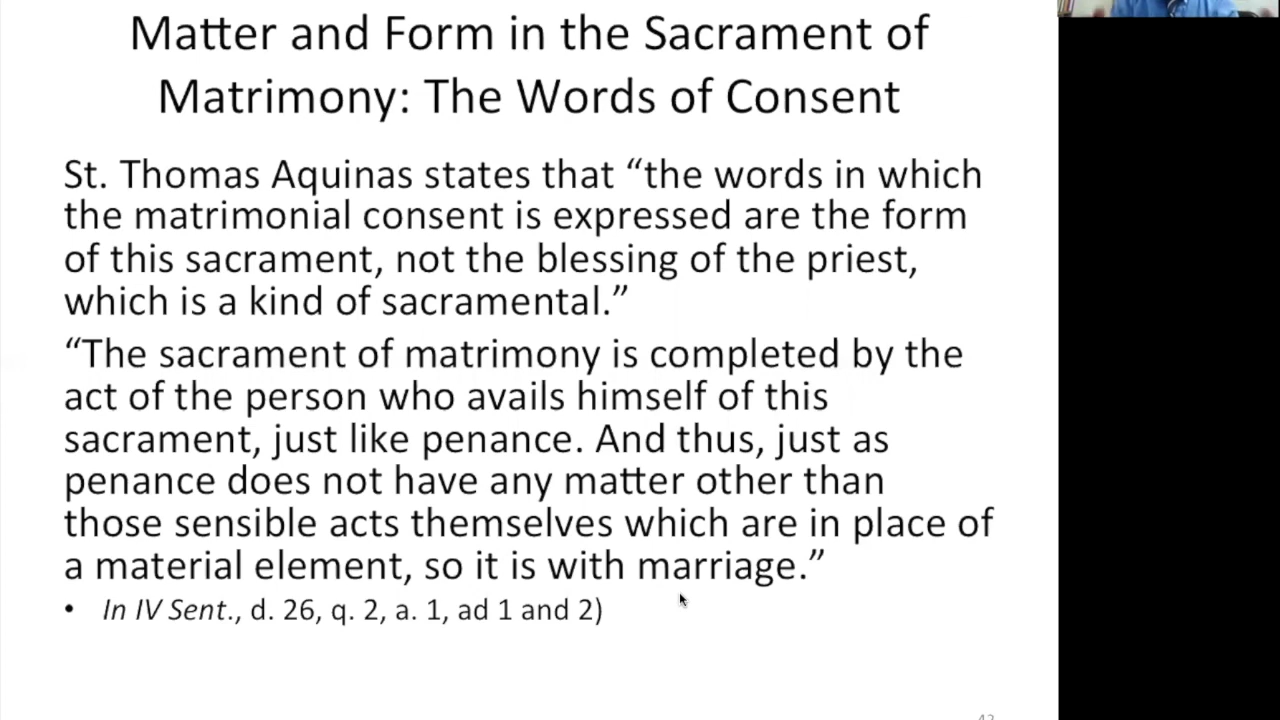 Matter and Form in the Sacrament of
Matrimony: The Words of Consent
St. Thomas Aquinas states that “the words in which
the matrimonial consent is expressed are the form
of this sacrament, not the blessing of the priest,
which is a kind of sacramental.”
“The sacrament of matrimony is completed by the
act of the person who avails himself of this
sacrament, just like penance. And thus, just as
penance does not have any matter other than
those sensible acts themselves which are in place of
a material element, so it is with marriage.”
• In IV Sent., d. 26, q. 2, a. 1, ad 1 and 2)